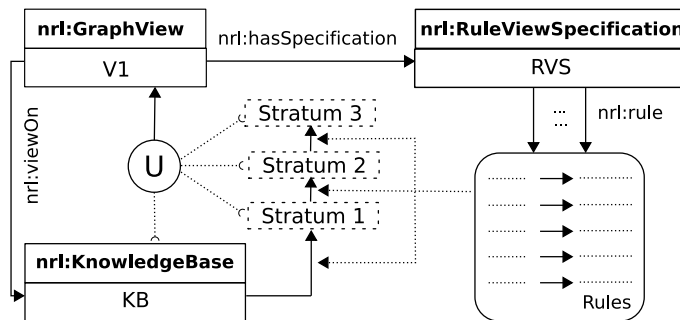 nrl:GraphView
V1
nrl:hasSpecification
nrl:RuleViewSpecification
RVS
nrl:viewOn
U
Stratum 3
Stratum 2
Stratum 1
...
...
nrl:rule
nrl:KnowledgeBase
KB
Rules